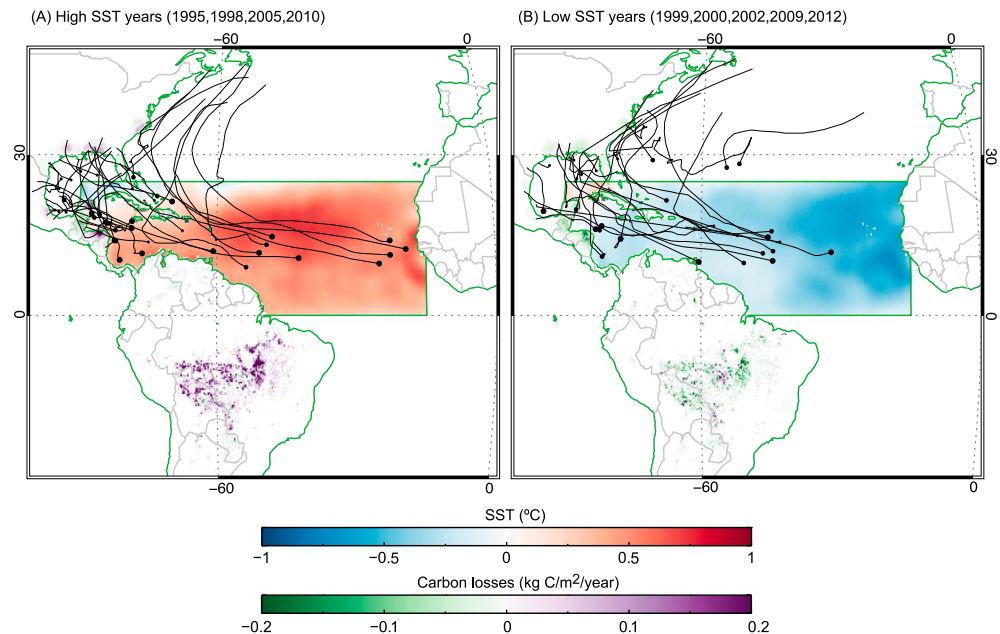 (A) High SST years (1995,1998,2005,2010)
(B) Low SST years (1999,2000,2002,2009,2012)
−60 0 −60 0
30 30
0 0
−60 0 −60 0
SST (ºC)
−1 −0.5 0 0.5 1
Carbon losses (kg C/m²/year)
−0.2 −0.1 0 0.1 0.2